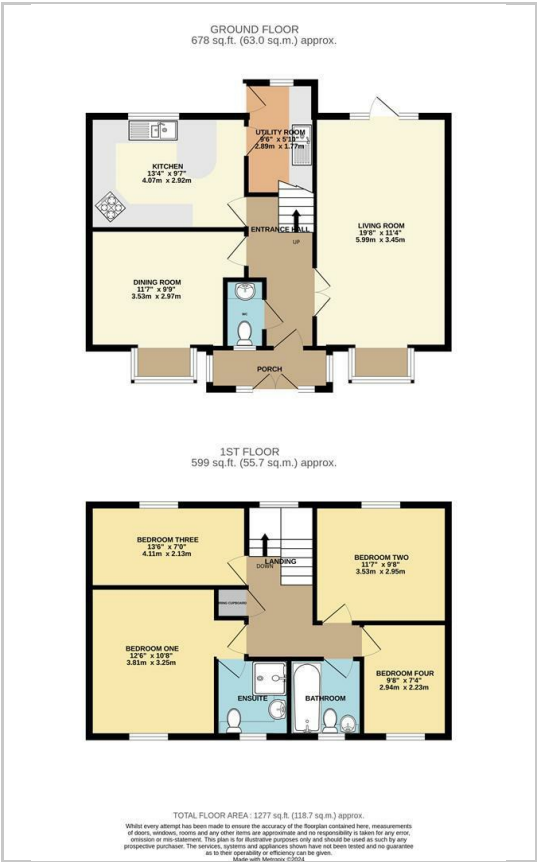 GROUND FLOOR
678 sq.ft. (63.0 sq.m.) approx.
UTILITY ROOM
9'6" x 5'10"
2.89m x 1.77m
KITCHEN
13'4" x 9'7"
4.07m x 2.92m
ENTRANCE HALL
UP
LIVING ROOM
19'8" x 11'4"
5.99m x 3.45m
DINING ROOM
11'7" x 9'9"
3.53m x 2.97m
WC
PORCH
1ST FLOOR
599 sq.ft. (55.7 sq.m.) approx.
BEDROOM THREE
13'6" x 7'0"
4.11m x 2.13m
LANDING
DOWN
BEDROOM TWO
11'7" x 9'8"
3.53m x 2.95m
CUPBOARD
BEDROOM ONE
12'6" x 10'8"
3.81m x 3.25m
ENSUITE
BATHROOM
BEDROOM FOUR
9'8" x 7'4"
2.94m x 2.23m
TOTAL FLOOR AREA : 1277 sq.ft. (118.7 sq.m.) approx.
Whilst every attempt has been made to ensure the accuracy of the floorplan contained here, measurements
of doors, windows, rooms and any other items are approximate and no responsibility is taken for any error,
omission or mis-statement. This plan is for illustrative purposes only and should be used as such by any
prospective purchaser. The services, systems and appliances shown have not been tested and no guarantee
as to their operability or efficiency can be given.
Made with Metropix ©2024